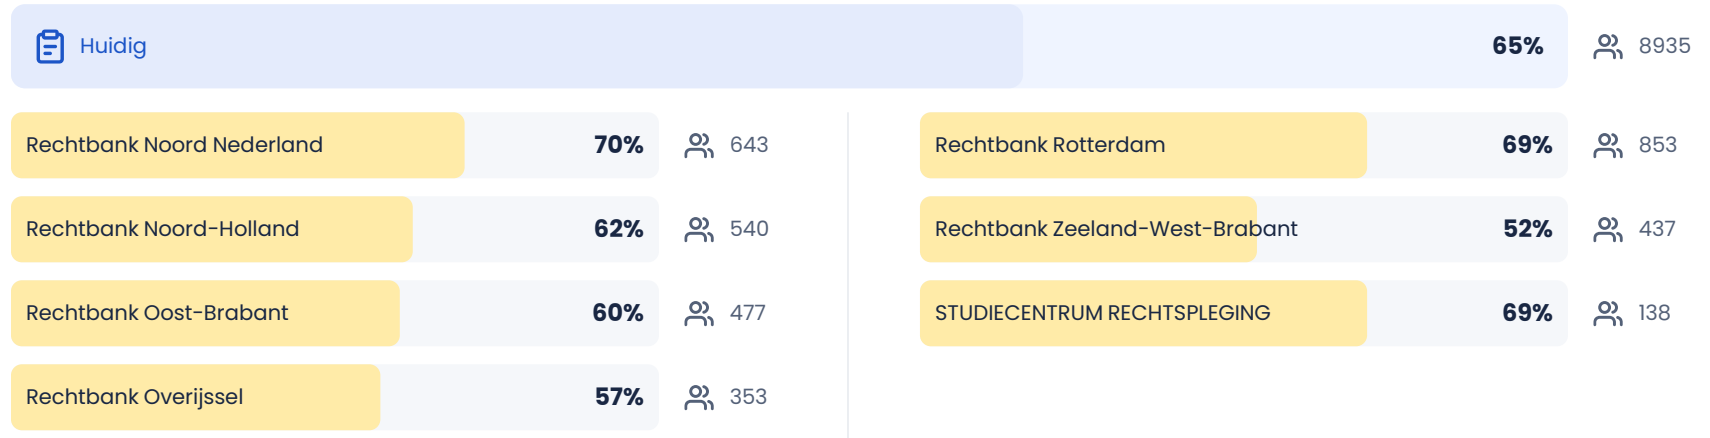 Huidig 65% 8935
Rechtbank Noord Nederland 70% 643
Rechtbank Noord-Holland 62% 540
Rechtbank Oost-Brabant 60% 477
Rechtbank Overijssel 57% 353
Rechtbank Rotterdam 69% 853
Rechtbank Zeeland-West-Brabant 52% 437
STUDIECENTRUM RECHTSPLEGING 69% 138